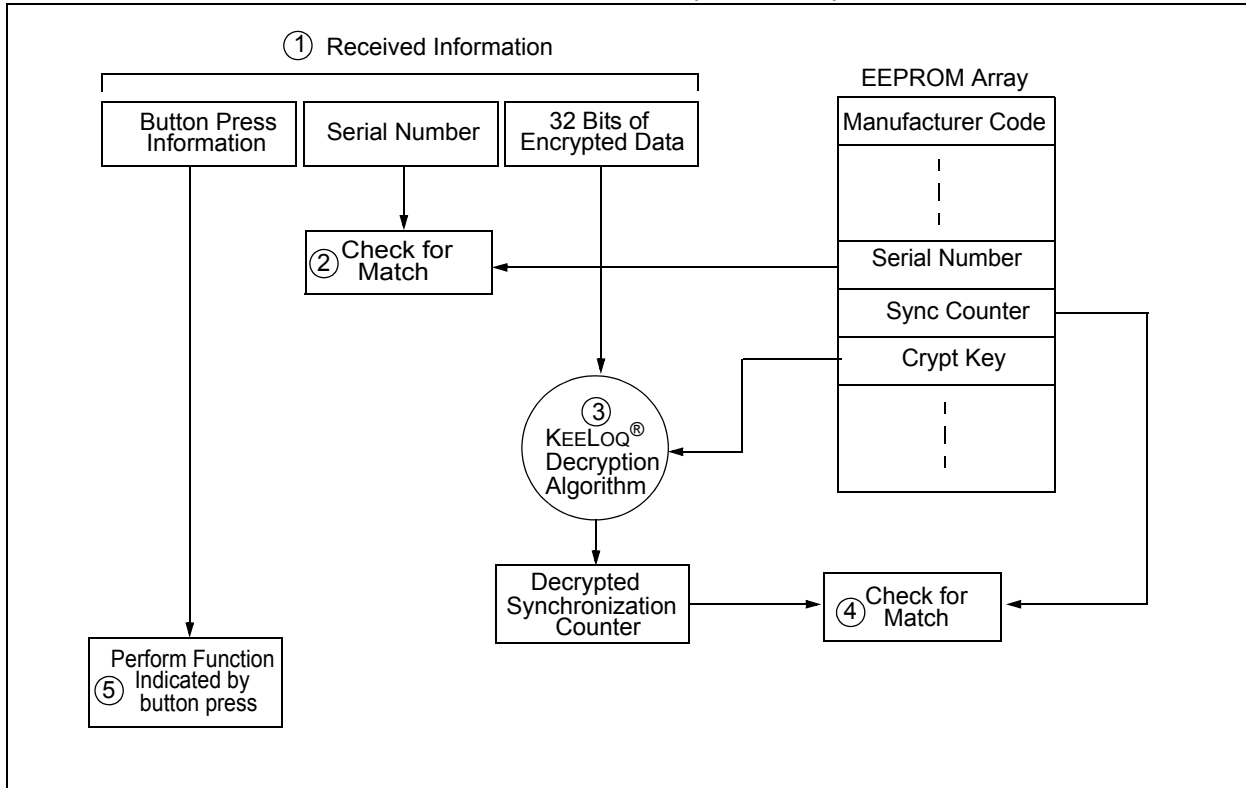 ① Received Information
EEPROM Array
Button Press
Information
Serial Number
32 Bits of
Encrypted Data
Manufacturer Code
② Check for
Match
Serial Number
Sync Counter
Crypt Key
③
KEELOQ®
Decryption
Algorithm
Decrypted
Synchronization
Counter
④ Check for
Match
Perform Function
⑤ Indicated by
button press